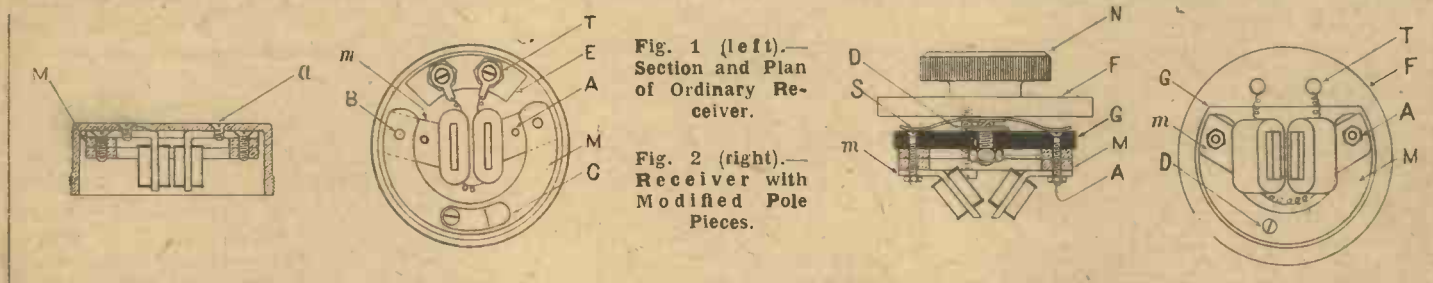 M
a
m
B
T
E
A
M
C
Fig. 1 (left).—
Section and Plan
of Ordinary Re-
ceiver.
Fig. 2 (right).—
Receiver with
Modified Pole
Pieces.
N
D
F
S
G
m
M
A
T
G
F
A
m
M
D